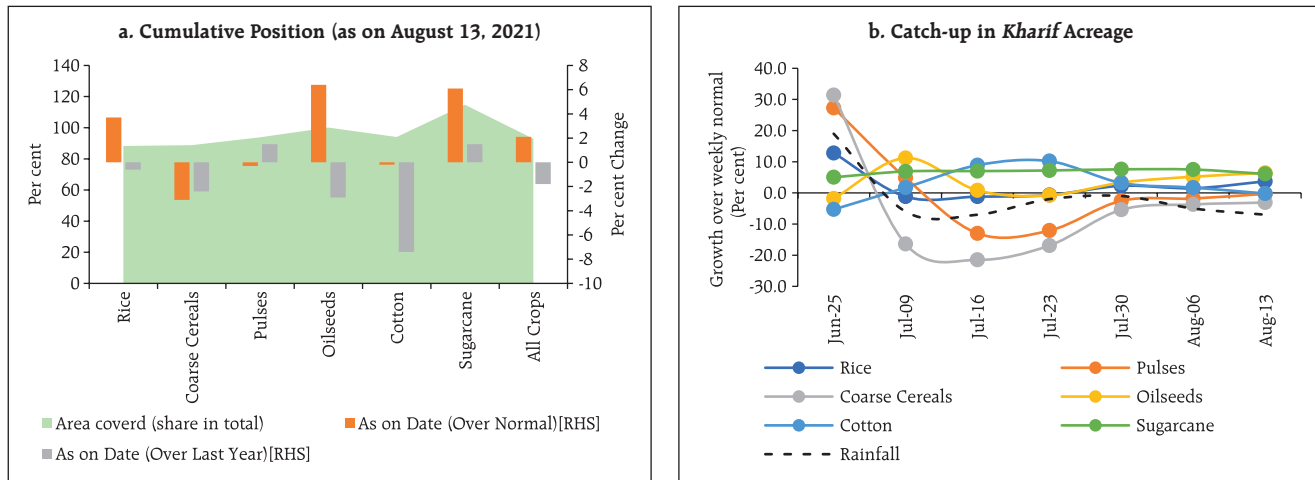 a. Cumulative Position (as on August 13, 2021)
Per cent
140
120
100
80
60
40
20
0
8
6
4
2
0
-2
-4
-6
-8
-10
Per cent Change
Rice
Coarse Cereals
Pulses
Oilseeds
Cotton
Sugarcane
All Crops
Area coverd (share in total)
As on Date (Over Normal)[RHS]
As on Date (Over Last Year)[RHS]
b. Catch-up in Kharif Acreage
Growth over weekly normal
(Per cent)
40.0
30.0
20.0
10.0
0.0
-10.0
-20.0
-30.0
Jun-25
Jul-09
Jul-16
Jul-23
Jul-30
Aug-06
Aug-13
Rice
Pulses
Coarse Cereals
Oilseeds
Cotton
Sugarcane
Rainfall